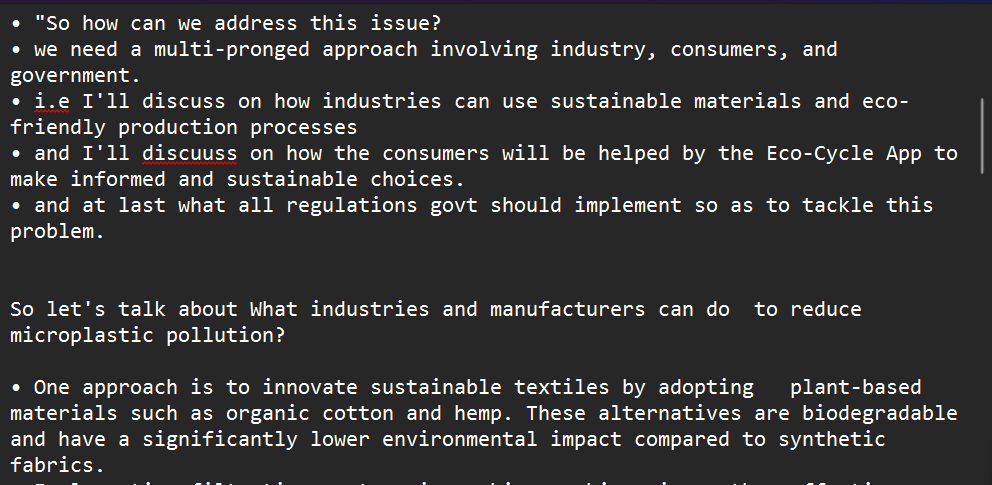 • "So how can we address this issue?
• we need a multi-pronged approach involving industry, consumers, and
government.
• i.e I'll discuss on how industries can use sustainable materials and eco-
friendly production processes
• and I'll discuuss on how the consumers will be helped by the Eco-Cycle App to
make informed and sustainable choices.
• and at last what all regulations govt should implement so as to tackle this
problem.
So let's talk about What industries and manufacturers can do  to reduce
microplastic pollution?
• One approach is to innovate sustainable textiles by adopting   plant-based
materials such as organic cotton and hemp. These alternatives are biodegradable
and have a significantly lower environmental impact compared to synthetic
fabrics.